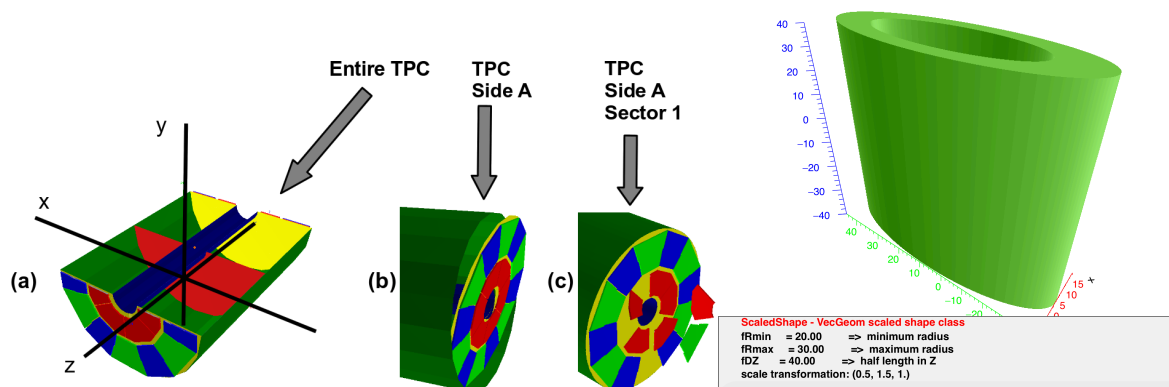 Entire TPC
TPC
Side A
TPC
Side A
Sector 1
y
x
z
(a)
(b)
(c)
40
30
20
10
0
−10
−20
−30
−40
40
30
20
10
0
−10
−20
15
10
5
x
ScaledShape - VecGeom scaled shape class
fRmin = 20.00 => minimum radius
fRmax = 30.00 => maximum radius
fDZ = 40.00 => half length in Z
scale transformation: (0.5, 1.5, 1.)